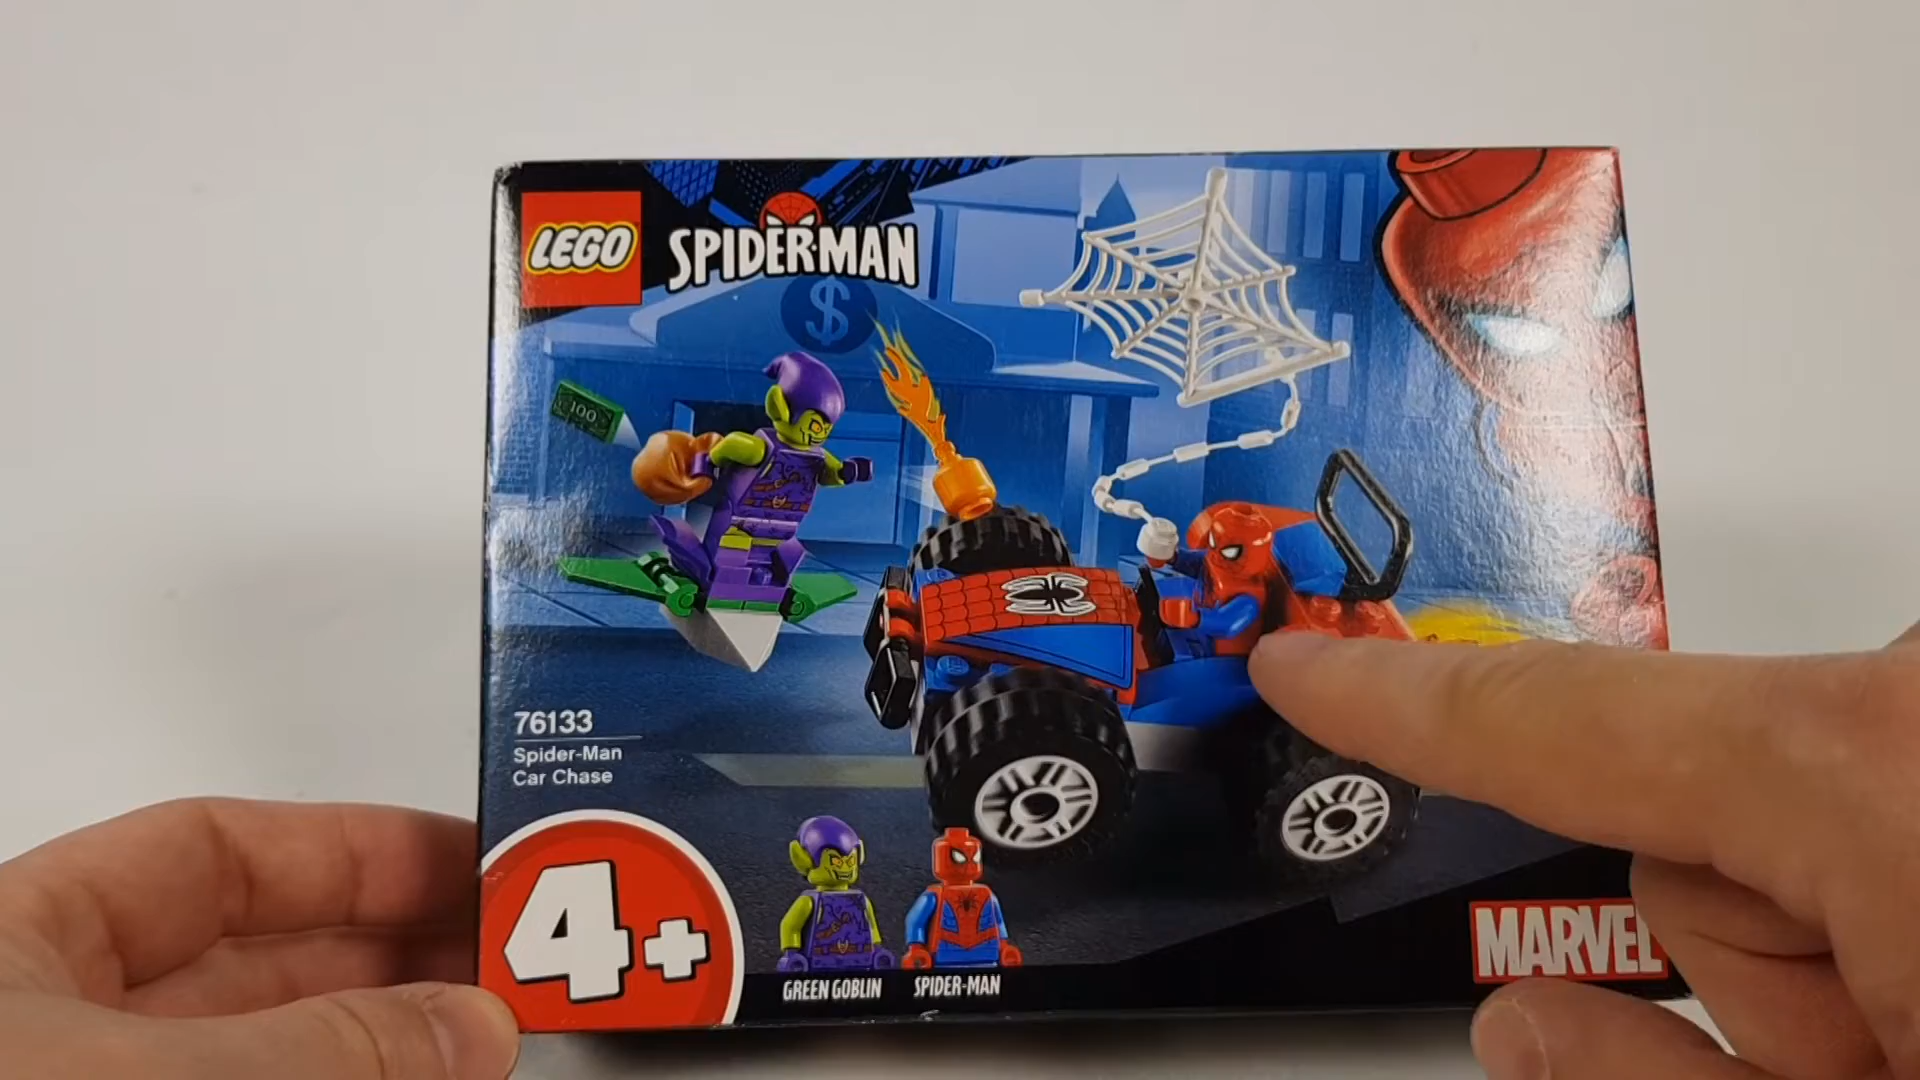 LEGO
SPIDER-MAN
$
100
76133
Spider-Man
Car Chase
4+
GREEN GOBLIN
SPIDER-MAN
MARVEL